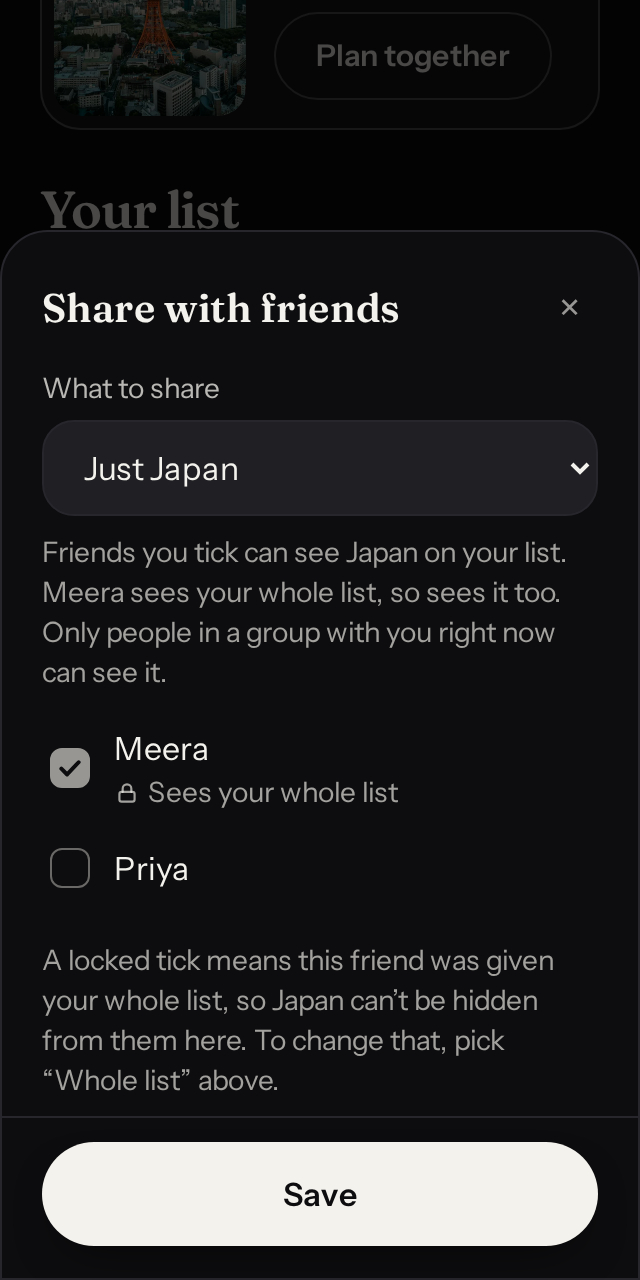 Plan together
Your list
Share with friends
What to share
Just Japan
Friends you tick can see Japan on your list.
Meera sees your whole list, so sees it too.
Only people in a group with you right now
can see it.
Meera
Sees your whole list
Priya
A locked tick means this friend was given
your whole list, so Japan can’t be hidden
from them here. To change that, pick
“Whole list” above.
Save